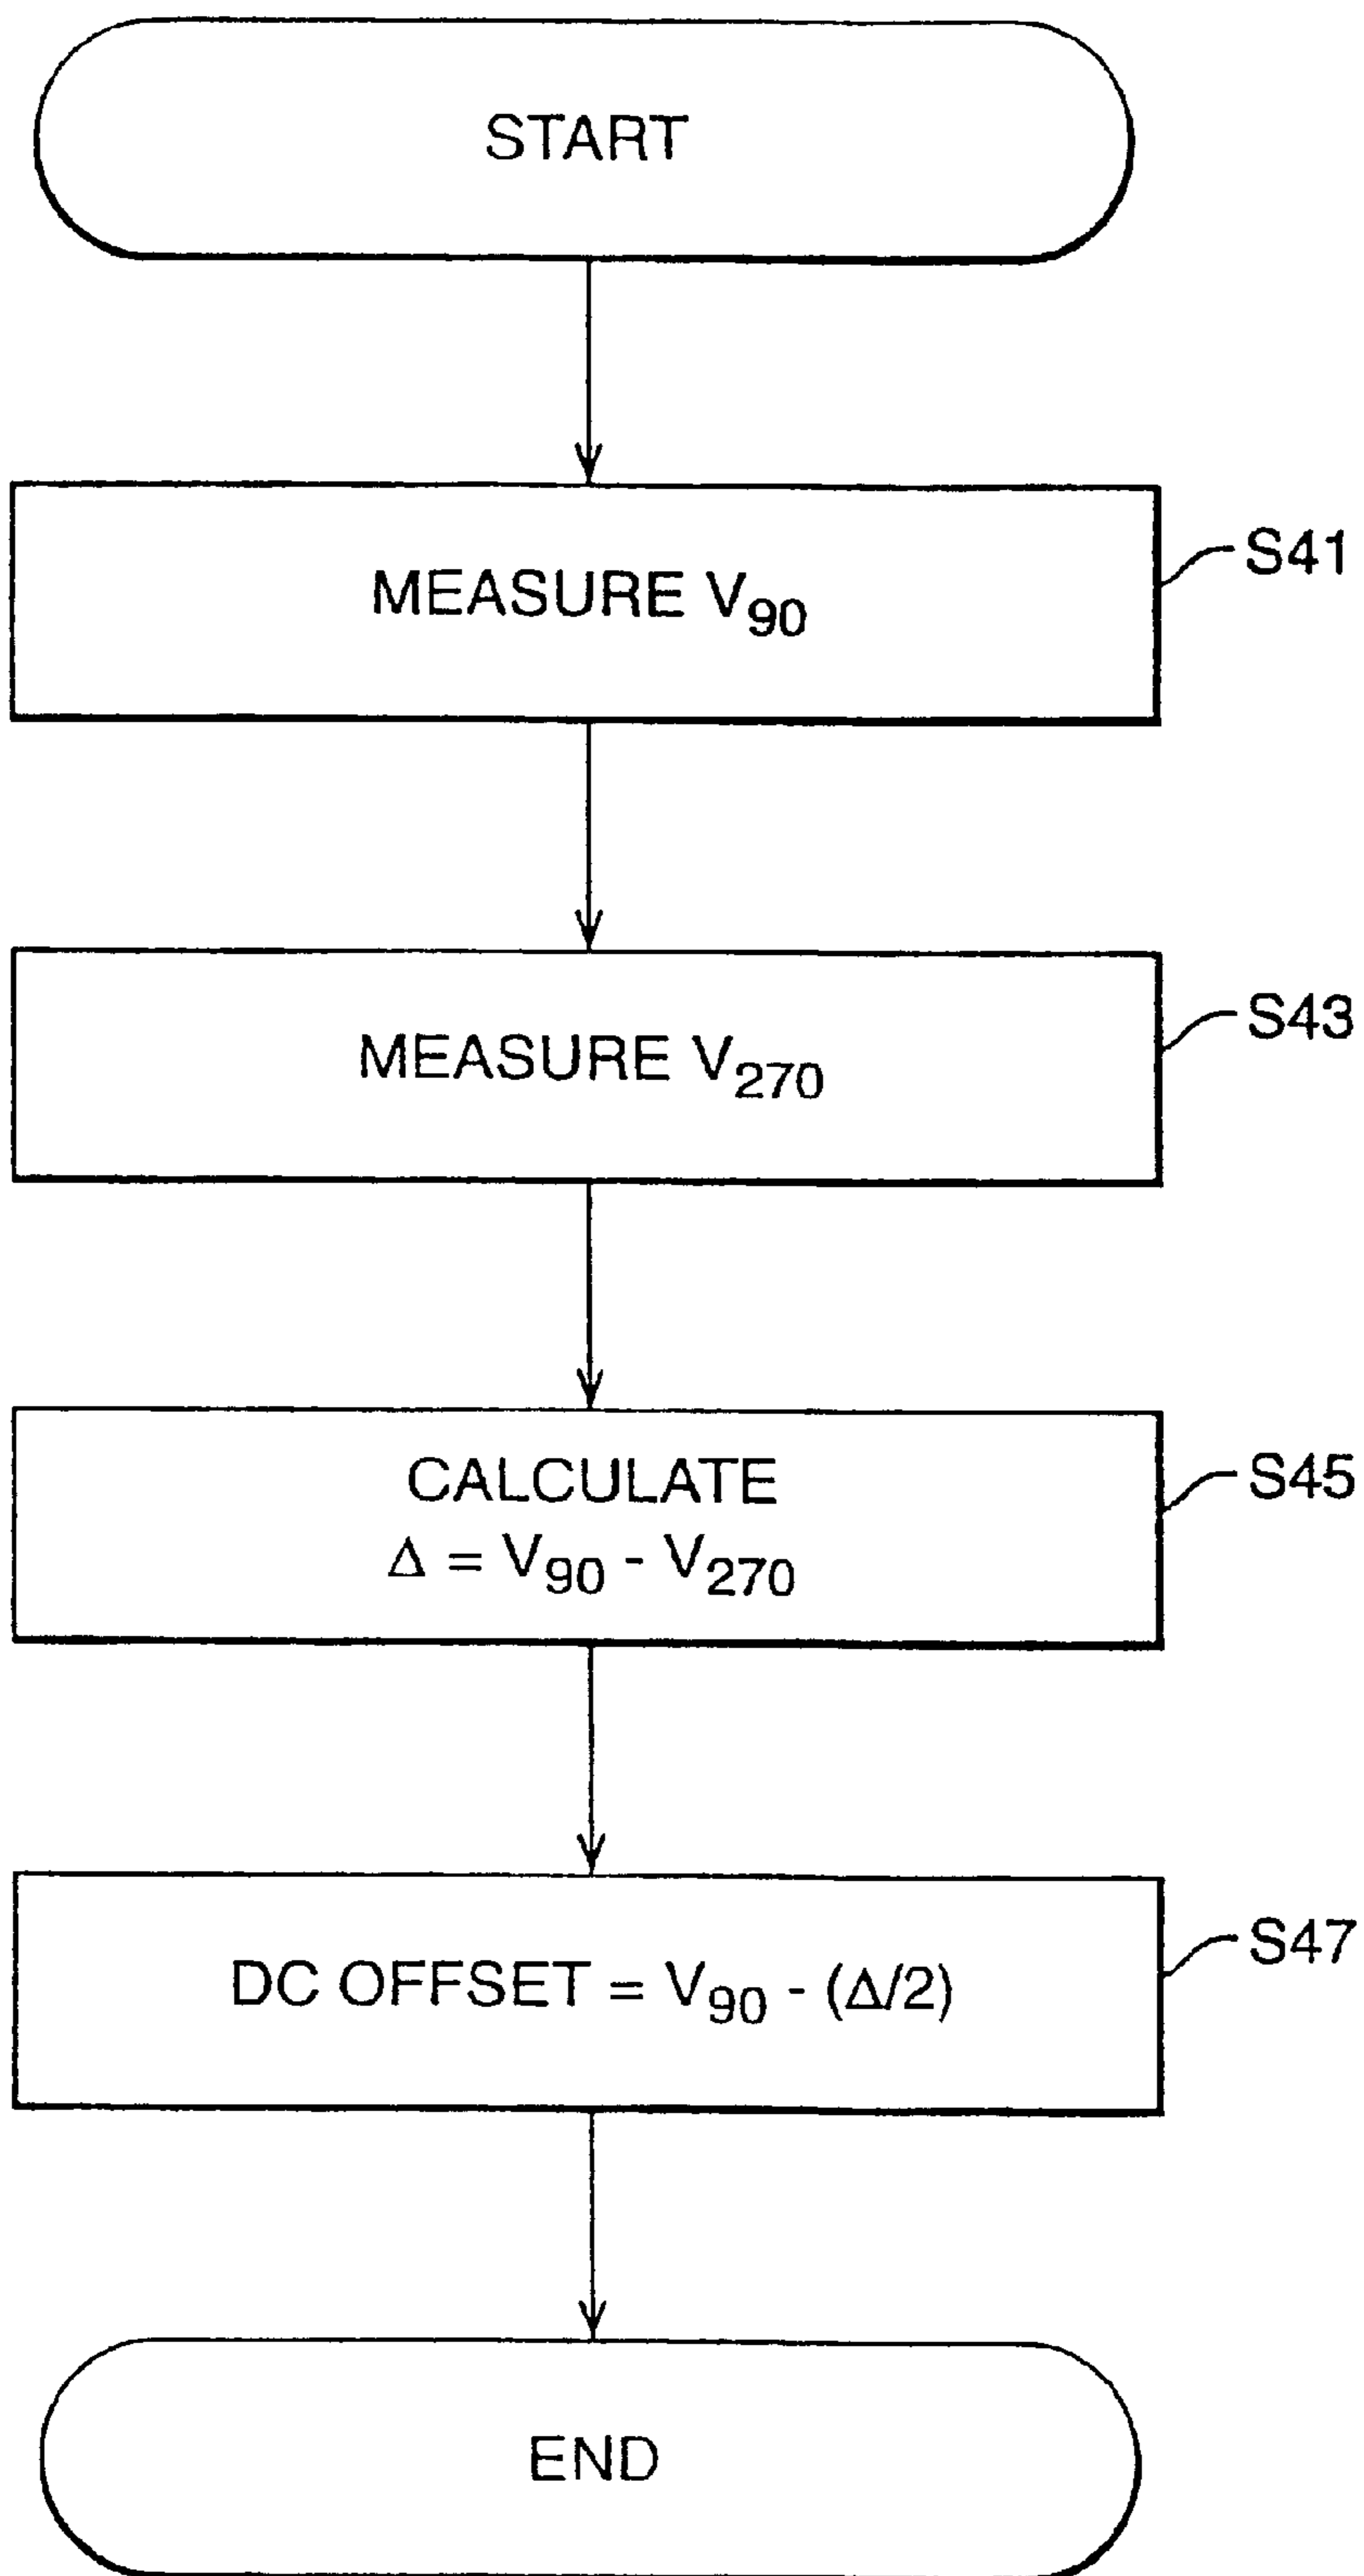 START
MEASURE V₉₀
S41
MEASURE V₂₇₀
S43
CALCULATE
Δ = V₉₀ - V₂₇₀
S45
DC OFFSET = V₉₀ - (Δ/2)
S47
END